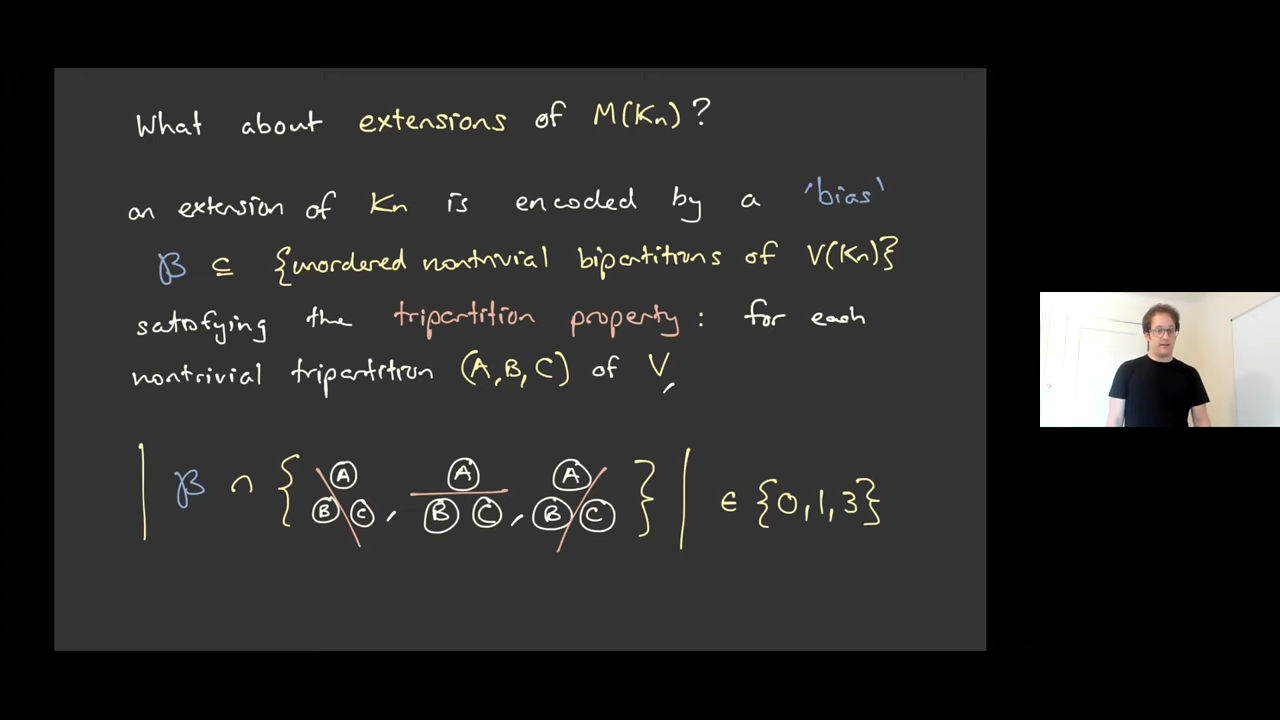 What about extensions of M(Kn)?
an extension of Kn is encoded by a 'bias'
β ⊆ {unordered nontrivial bipartitions of V(Kn)}
satisfying the tripartition property: for each
nontrivial tripartition (A, B, C) of V,
| β ∩ { A B C , A B C , A B C } | ∈ {0,1,3}